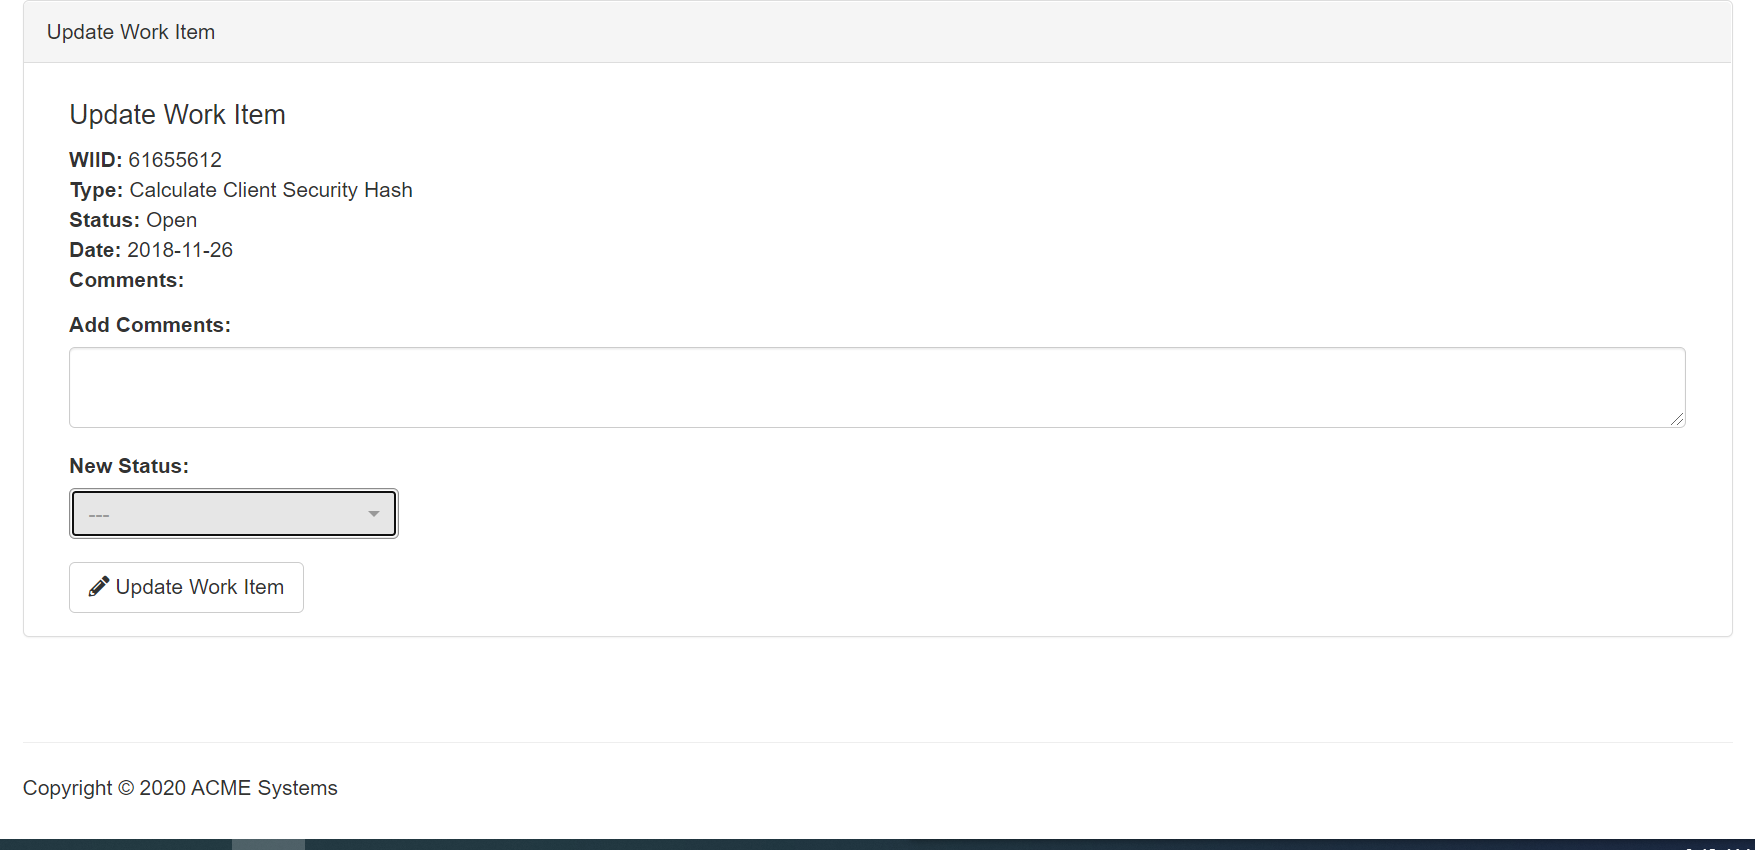 Update Work Item
Update Work Item
WIID: 61655612
Type: Calculate Client Security Hash
Status: Open
Date: 2018-11-26
Comments:
Add Comments:
New Status:
---
Update Work Item
Copyright © 2020 ACME Systems